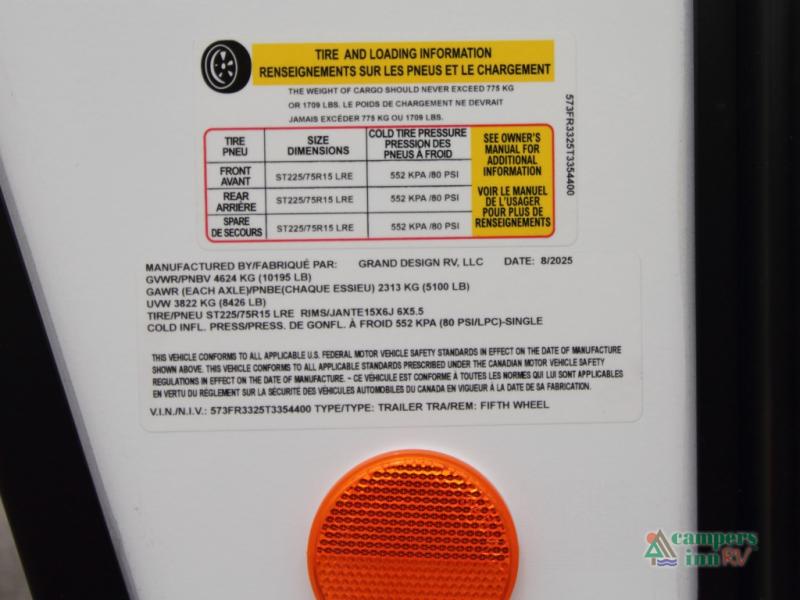 TIRE AND LOADING INFORMATION
RENSEIGNEMENTS SUR LES PNEUS ET LE CHARGEMENT
THE WEIGHT OF CARGO SHOULD NEVER EXCEED 775 KG
OR 1709 LBS. LE POIDS DE CHARGEMENT NE DEVRAIT
JAMAIS EXCÉDER 775 KG OU 1709 LBS.
TIRE
PNEU
SIZE
DIMENSIONS
COLD TIRE PRESSURE
PRESSION DES
PNEUS À FROID
FRONT
AVANT
ST225/75R15 LRE
552 KPA /80 PSI
REAR
ARRIÈRE
ST225/75R15 LRE
552 KPA /80 PSI
SPARE
DE SECOURS
ST225/75R15 LRE
552 KPA /80 PSI
SEE OWNER'S
MANUAL FOR
ADDITIONAL
INFORMATION
VOIR LE MANUEL
DE L'USAGER
POUR PLUS DE
RENSEIGNEMENTS
573FR3325T3354400
MANUFACTURED BY/FABRIQUÉ PAR: GRAND DESIGN RV, LLC DATE: 8/2025
GVWR/PNBV 4624 KG (10195 LB)
GAWR (EACH AXLE)/PNBE(CHAQUE ESSIEU) 2313 KG (5100 LB)
UVW 3822 KG (8426 LB)
TIRE/PNEU ST225/75R15 LRE RIMS/JANTE15X6J 6X5.5
COLD INFL. PRESS/PRESS. DE GONFL. À FROID 552 KPA (80 PSI/LPC)-SINGLE
THIS VEHICLE CONFORMS TO ALL APPLICABLE U.S. FEDERAL MOTOR VEHICLE SAFETY STANDARDS IN EFFECT ON THE DATE OF MANUFACTURE
SHOWN ABOVE. THIS VEHICLE CONFORMS TO ALL APPLICABLE STANDARDS PRESCRIBED UNDER THE CANADIAN MOTOR VEHICLE SAFETY
REGULATIONS IN EFFECT ON THE DATE OF MANUFACTURE. - CE VÉHICULE EST CONFORME À TOUTES LES NORMES QUI LUI SONT APPLICABLES
EN VERTU DU RÈGLEMENT SUR LA SÉCURITÉ DES VÉHICULES AUTOMOBILES DU CANADA EN VIGUEUR À LA DATE DE SA FABRICATION.
V.I.N./N.I.V.: 573FR3325T3354400 TYPE/TYPE: TRAILER TRA/REM: FIFTH WHEEL
campers
inn RV